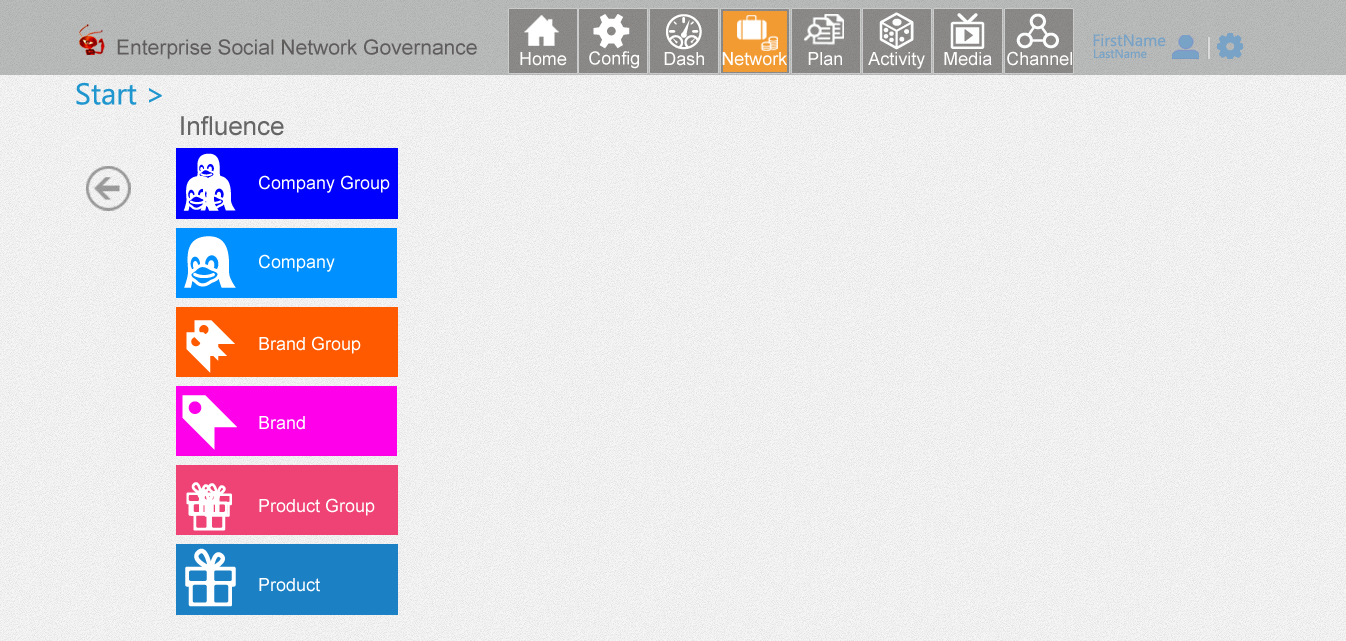 Enterprise Social Network Governance
Home
Config
Dash
Network
Plan
Activity
Media
Channel
FirstName
LastName
Start >
Influence
Company Group
Company
Brand Group
Brand
Product Group
Product